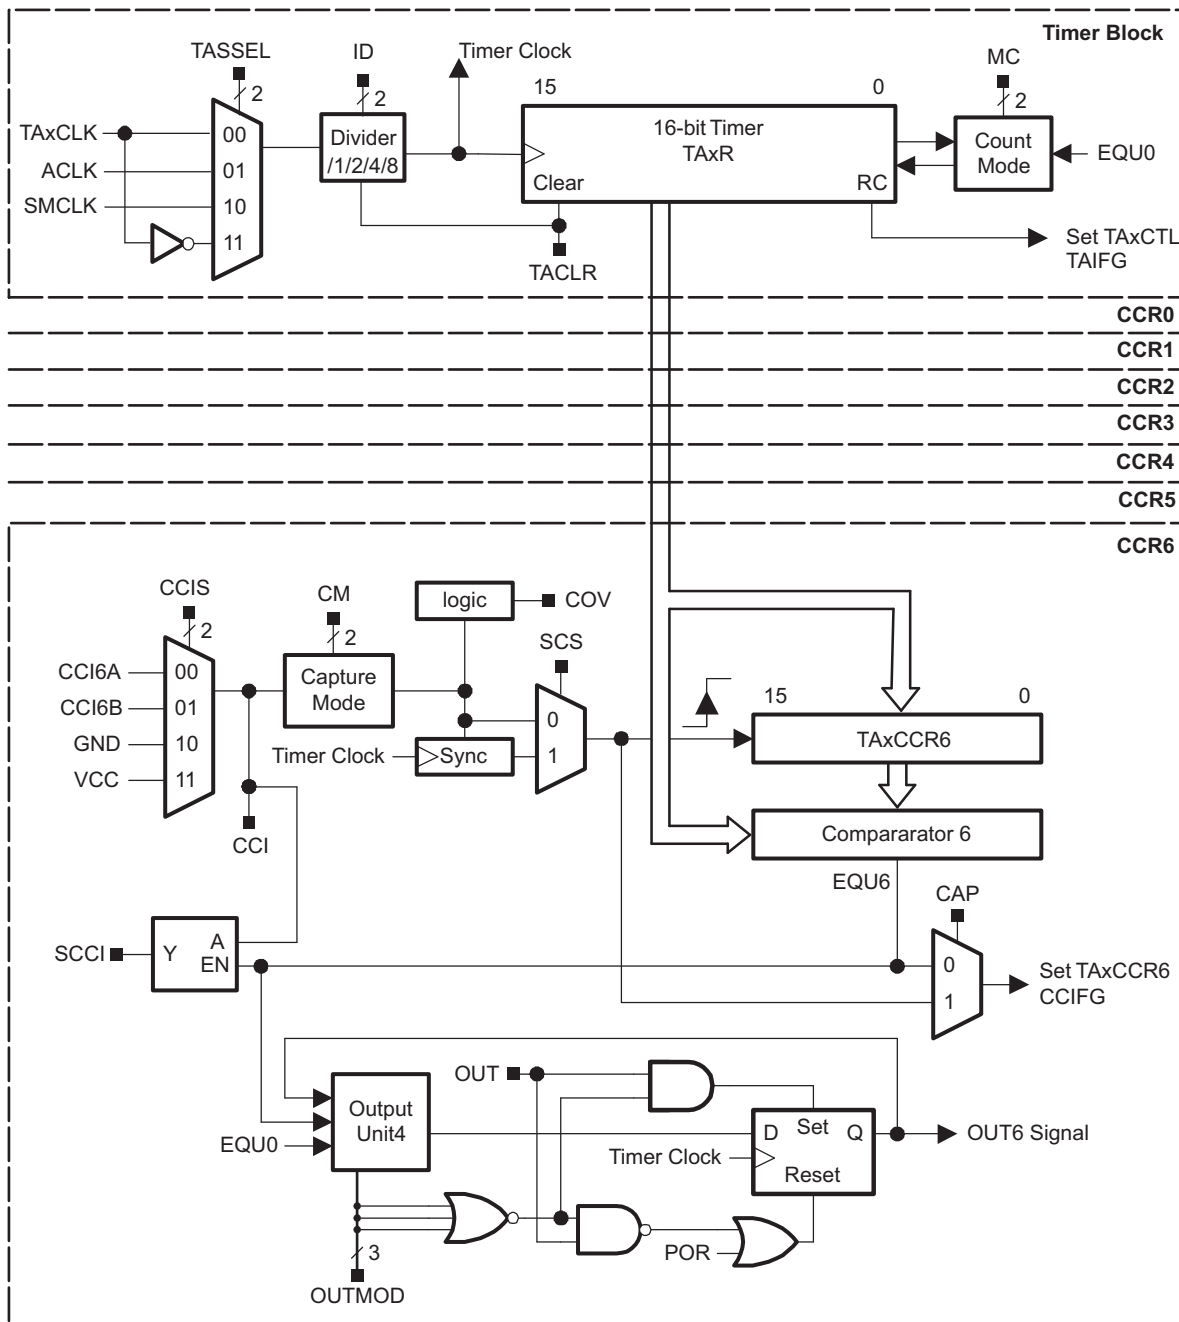 Timer Block
TASSEL
ID
Timer Clock
MC
15
0
2
2
2
TAxCLK
00
Divider
/1/2/4/8
16-bit Timer
TAxR
Count
Mode
EQU0
ACLK
01
Clear
RC
SMCLK
10
11
TACLR
Set TAxCTL
TAIFG
CCR0
CCR1
CCR2
CCR3
CCR4
CCR5
CCR6
CCIS
CM
logic
COV
2
2
SCS
CCI6A
00
Capture
Mode
15
0
CCI6B
01
0
TAxCCR6
GND
10
Timer Clock
Sync
1
VCC
11
CCI
Compararator 6
EQU6
CAP
SCCI
Y
A
EN
0
Set TAxCCR6
CCIFG
1
OUT
Output
Unit4
D
Set
Q
OUT6 Signal
EQU0
Timer Clock
Reset
POR
3
OUTMOD